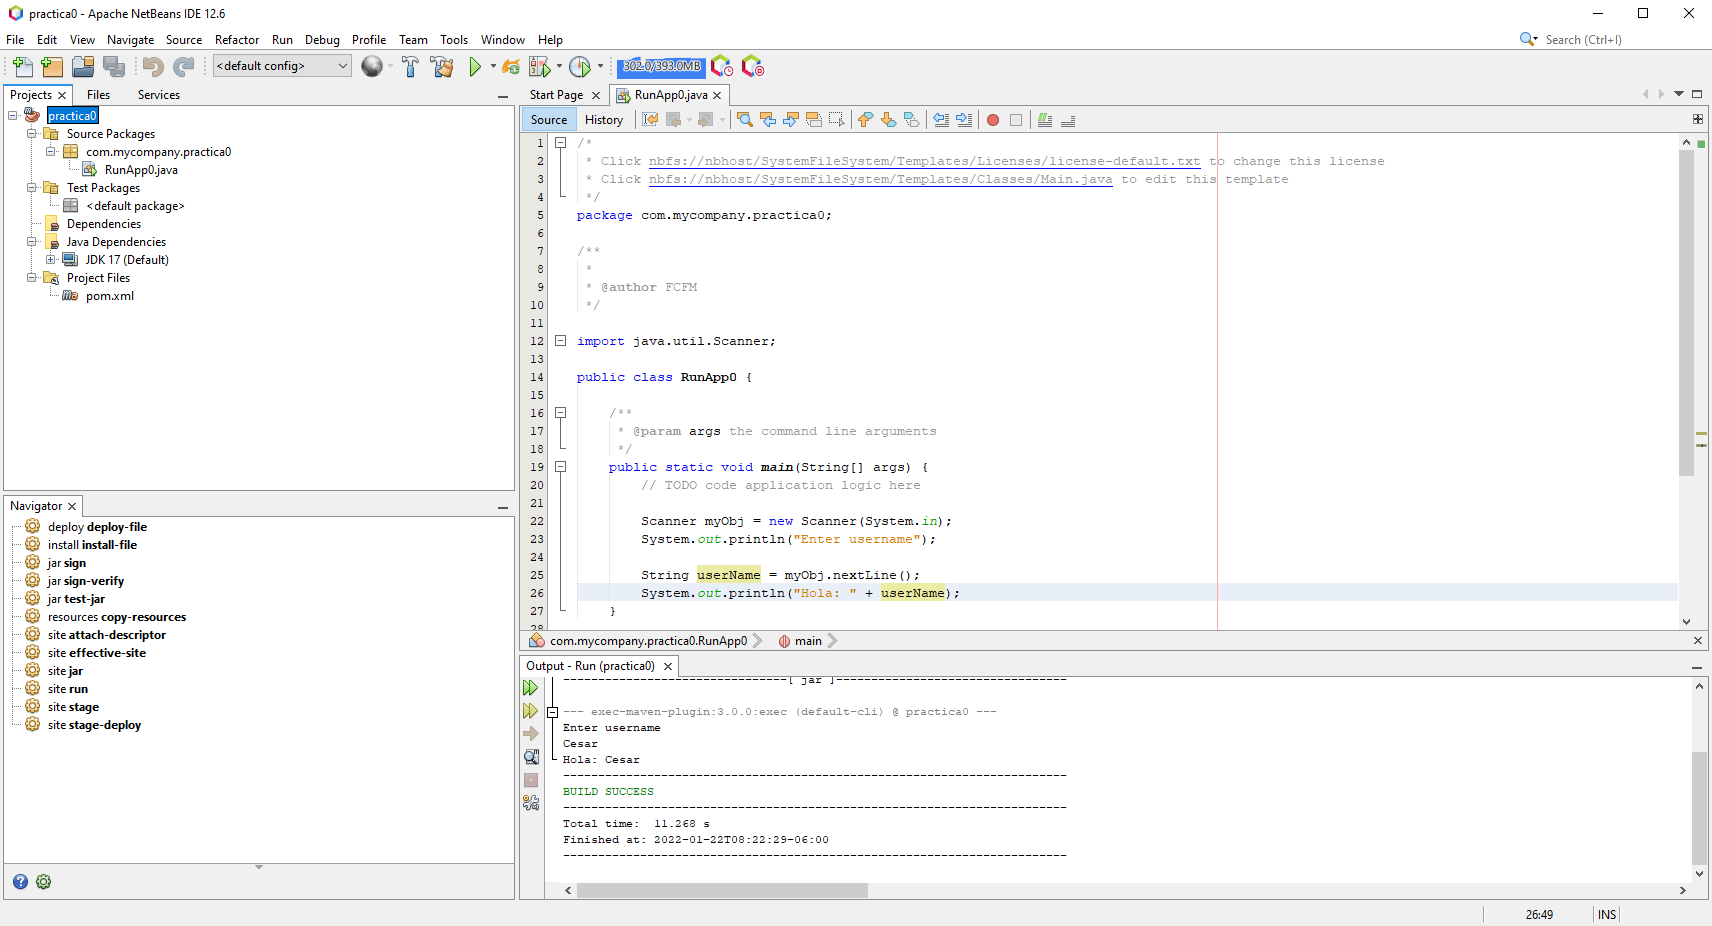 practica0 - Apache NetBeans IDE 12.6
File Edit View Navigate Source Refactor Run Debug Profile Team Tools Window Help
Search (Ctrl+I)
<default config>
302.0/393.0MB
Projects Files Services
practica0
Source Packages
com.mycompany.practica0
RunApp0.java
Test Packages
<default package>
Dependencies
Java Dependencies
JDK 17 (Default)
Project Files
pom.xml
Navigator
deploy deploy-file
install install-file
jar sign
jar sign-verify
jar test-jar
resources copy-resources
site attach-descriptor
site effective-site
site jar
site run
site stage
site stage-deploy
Start Page RunApp0.java
Source History
1 /*
2 * Click nbfs://nbhost/SystemFileSystem/Templates/Licenses/license-default.txt to change this license
3 * Click nbfs://nbhost/SystemFileSystem/Templates/Classes/Main.java to edit this template
4 */
5 package com.mycompany.practica0;
6
7 /**
8 *
9 * @author FCFM
10 */
11
12 import java.util.Scanner;
13
14 public class RunApp0 {
15
16 /**
17 * @param args the command line arguments
18 */
19 public static void main(String[] args) {
20 // TODO code application logic here
21
22 Scanner myObj = new Scanner(System.in);
23 System.out.println("Enter username");
24
25 String userName = myObj.nextLine();
26 System.out.println("Hola: " + userName);
27 }
28
com.mycompany.practica0.RunApp0 main
Output - Run (practica0)
--------------------------------[ jar ]---------------------------------
--- exec-maven-plugin:3.0.0:exec (default-cli) @ practica0 ---
Enter username
Cesar
Hola: Cesar
------------------------------------------------------------------------
BUILD SUCCESS
------------------------------------------------------------------------
Total time:  11.268 s
Finished at: 2022-01-22T08:22:29-06:00
------------------------------------------------------------------------
26:49 INS